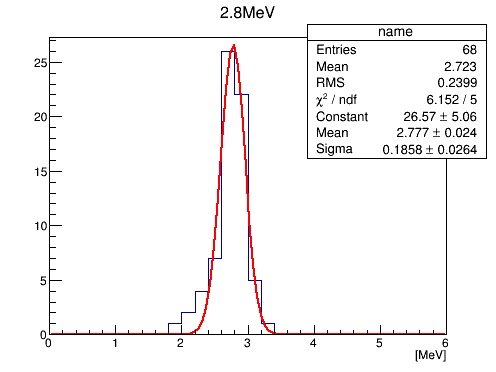 2.8MeV
name
Entries 68
Mean 2.723
RMS 0.2399
χ² / ndf 6.152 / 5
Constant 26.57 ± 5.06
Mean 2.777 ± 0.024
Sigma 0.1858 ± 0.0264
25
20
15
10
5
0
0 1 2 3 4 5 6
[MeV]